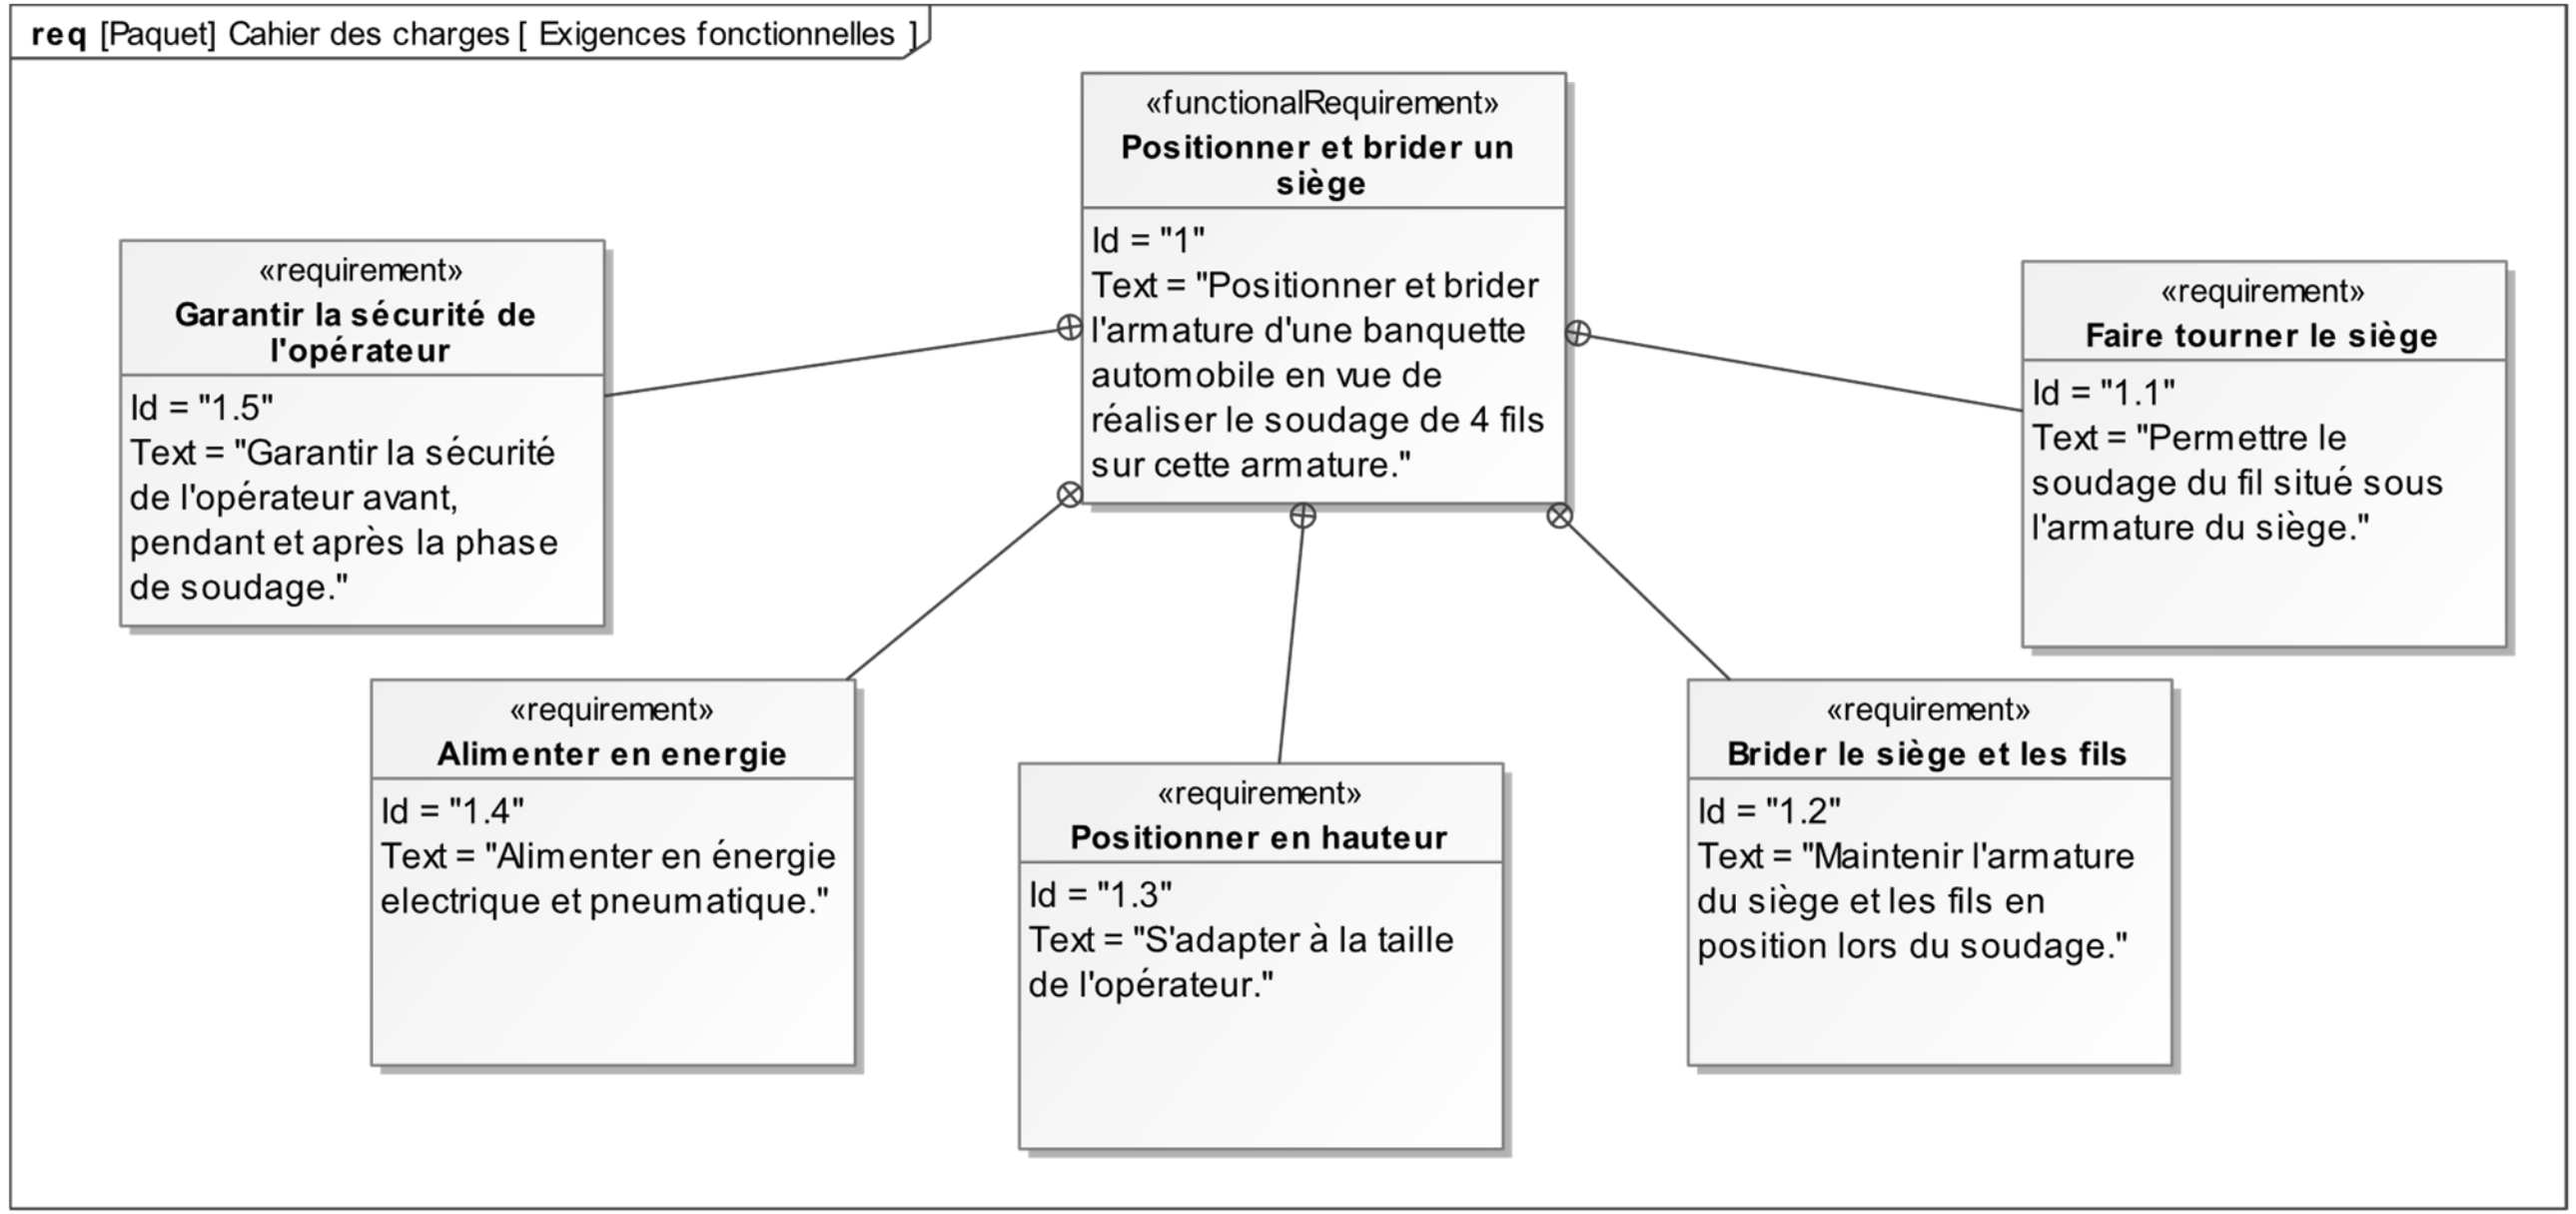 req [Paquet] Cahier des charges [ Exigences fonctionnelles ]
«functionalRequirement»
Positionner et brider un
siège
Id = "1"
Text = "Positionner et brider
l'armature d'une banquette
automobile en vue de
réaliser le soudage de 4 fils
sur cette armature."
«requirement»
Garantir la sécurité de
l'opérateur
Id = "1.5"
Text = "Garantir la sécurité
de l'opérateur avant,
pendant et après la phase
de soudage."
«requirement»
Faire tourner le siège
Id = "1.1"
Text = "Permettre le
soudage du fil situé sous
l'armature du siège."
«requirement»
Alimenter en energie
Id = "1.4"
Text = "Alimenter en énergie
electrique et pneumatique."
«requirement»
Positionner en hauteur
Id = "1.3"
Text = "S'adapter à la taille
de l'opérateur."
«requirement»
Brider le siège et les fils
Id = "1.2"
Text = "Maintenir l'armature
du siège et les fils en
position lors du soudage."